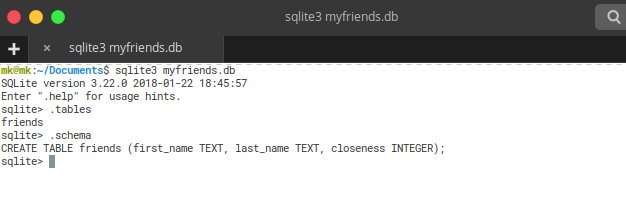 sqlite3 myfriends.db
sqlite3 myfriends.db
mk@mk:~/Documents$ sqlite3 myfriends.db
SQLite version 3.22.0 2018-01-22 18:45:57
Enter ".help" for usage hints.
sqlite> .tables
friends
sqlite> .schema
CREATE TABLE friends (first_name TEXT, last_name TEXT, closeness INTEGER);
sqlite>